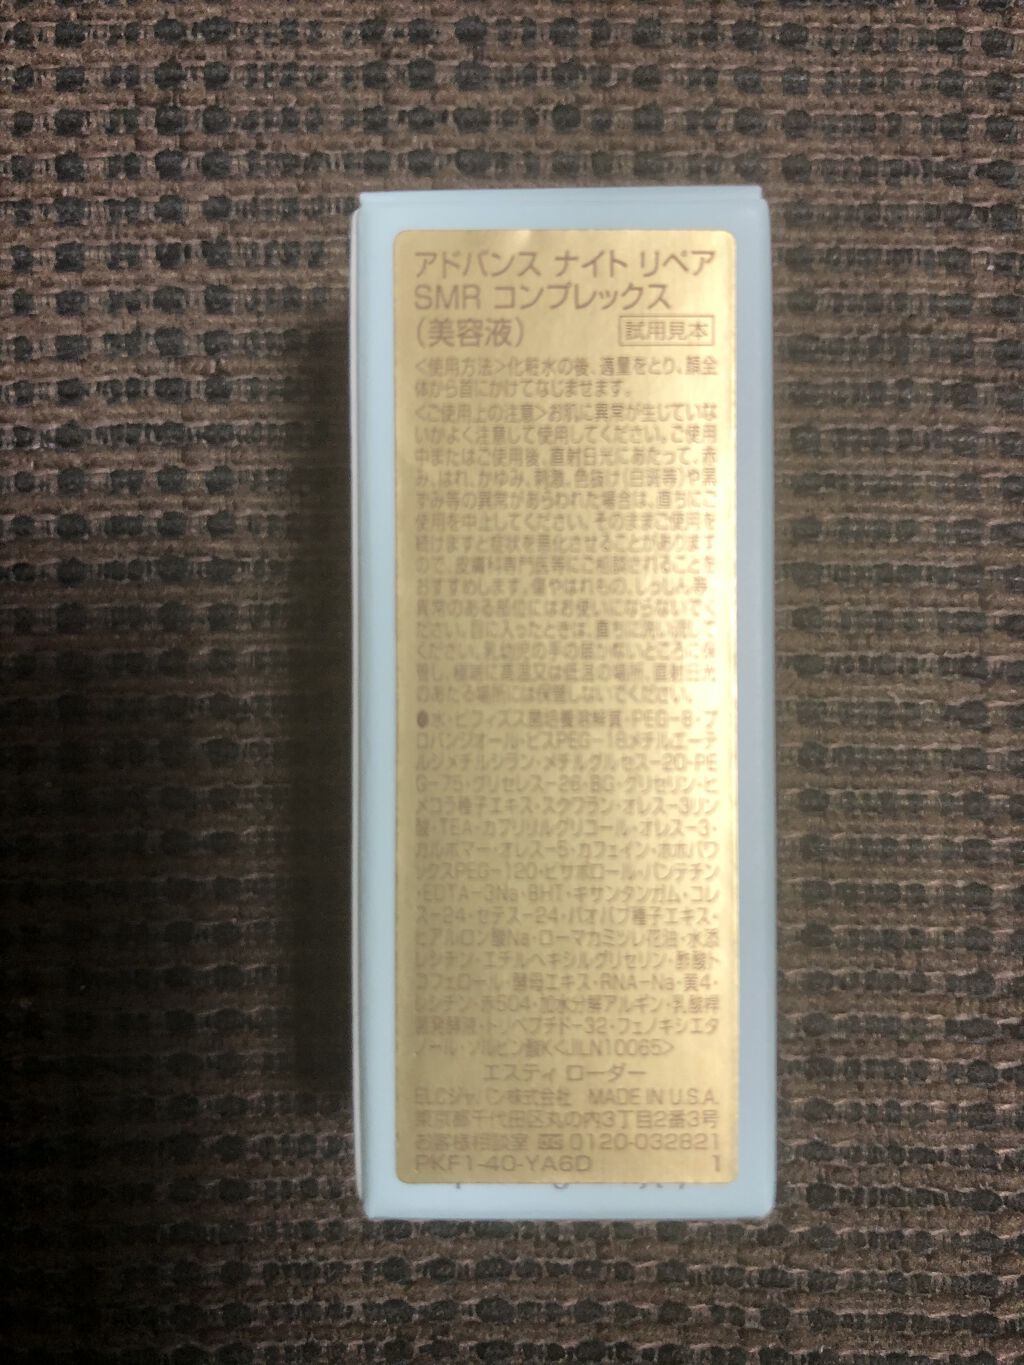 アドバンス ナイト リペア
SMR コンプレックス
(美容液) 試用見本
<使用方法>化粧水の後、適量をとり、顔全
体から首にかけてなじませます。
<ご使用上の注意>お肌に異常が生じていな
いかよく注意して使用してください。ご使用
中またはご使用後、直射日光にあたって、赤
み、はれ、かゆみ、刺激、色抜け(白斑等)や黒
ずみ等の異常があらわれた場合は、直ちにご
使用を中止してください。そのままご使用を
続けますと症状を悪化させることがあります
ので、皮膚科専門医等にご相談されることを
おすすめします。傷やはれもの、しっしん等
異常のある部位にはお使いにならないでく
ださい。目に入ったときは、直ちに洗い流して
ください。乳幼児の手の届かないところに保
管し、極端に高温又は低温の場所、直射日光
のあたる場所には保管しないでください。
●水・ビフィズス菌培養溶解質・PEG-8・プ
ロパンジオール・ビスPEG-18メチルエーテ
ルジメチルシラン・メチルグルセス-20・PE
G-75・グリセレス-26・BG・グリセリン・ヒ
メコラ種子エキス・スクワラン・オレス-3リン
酸・TEA・カプリリルグリコール・オレス-3・
カルボマー・オレス-5・カフェイン・ホホバワ
ックスPEG-120・ビサボロール・パンテチン
・EDTA-3Na・BHT・キサンタンガム・コレ
ス-24・セテス-24・バオバブ種子エキス・
ヒアルロン酸Na・ローマカミツレ花油・水添
レシチン・エチルヘキシルグリセリン・酢酸ト
コフェロール・酵母エキス・RNA-Na・黄4・
レシチン・赤504・加水分解アルギン・乳酸桿
菌発酵液・トリペプチド-32・フェノキシエタ
ノール・ソルビン酸K<JLN10065>
エスティ ローダー
ELCジャパン株式会社 MADE IN U.S.A.
東京都千代田区丸の内3丁目2番3号
お客様相談室 0120-032821
PKF1-40-YA6D 1